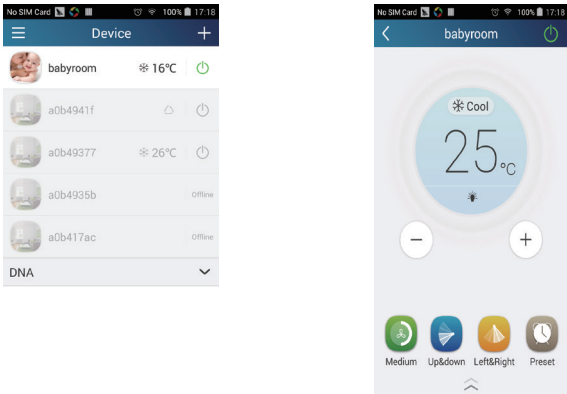 No SIM Card 100% 17:18
Device
babyroom 16°C
a0b4941f
a0b49377 26°C
a0b4935b Offline
a0b417ac Offline
DNA
No SIM Card 100% 17:18
babyroom
Cool
25°C
Medium Up&down Left&Right Preset